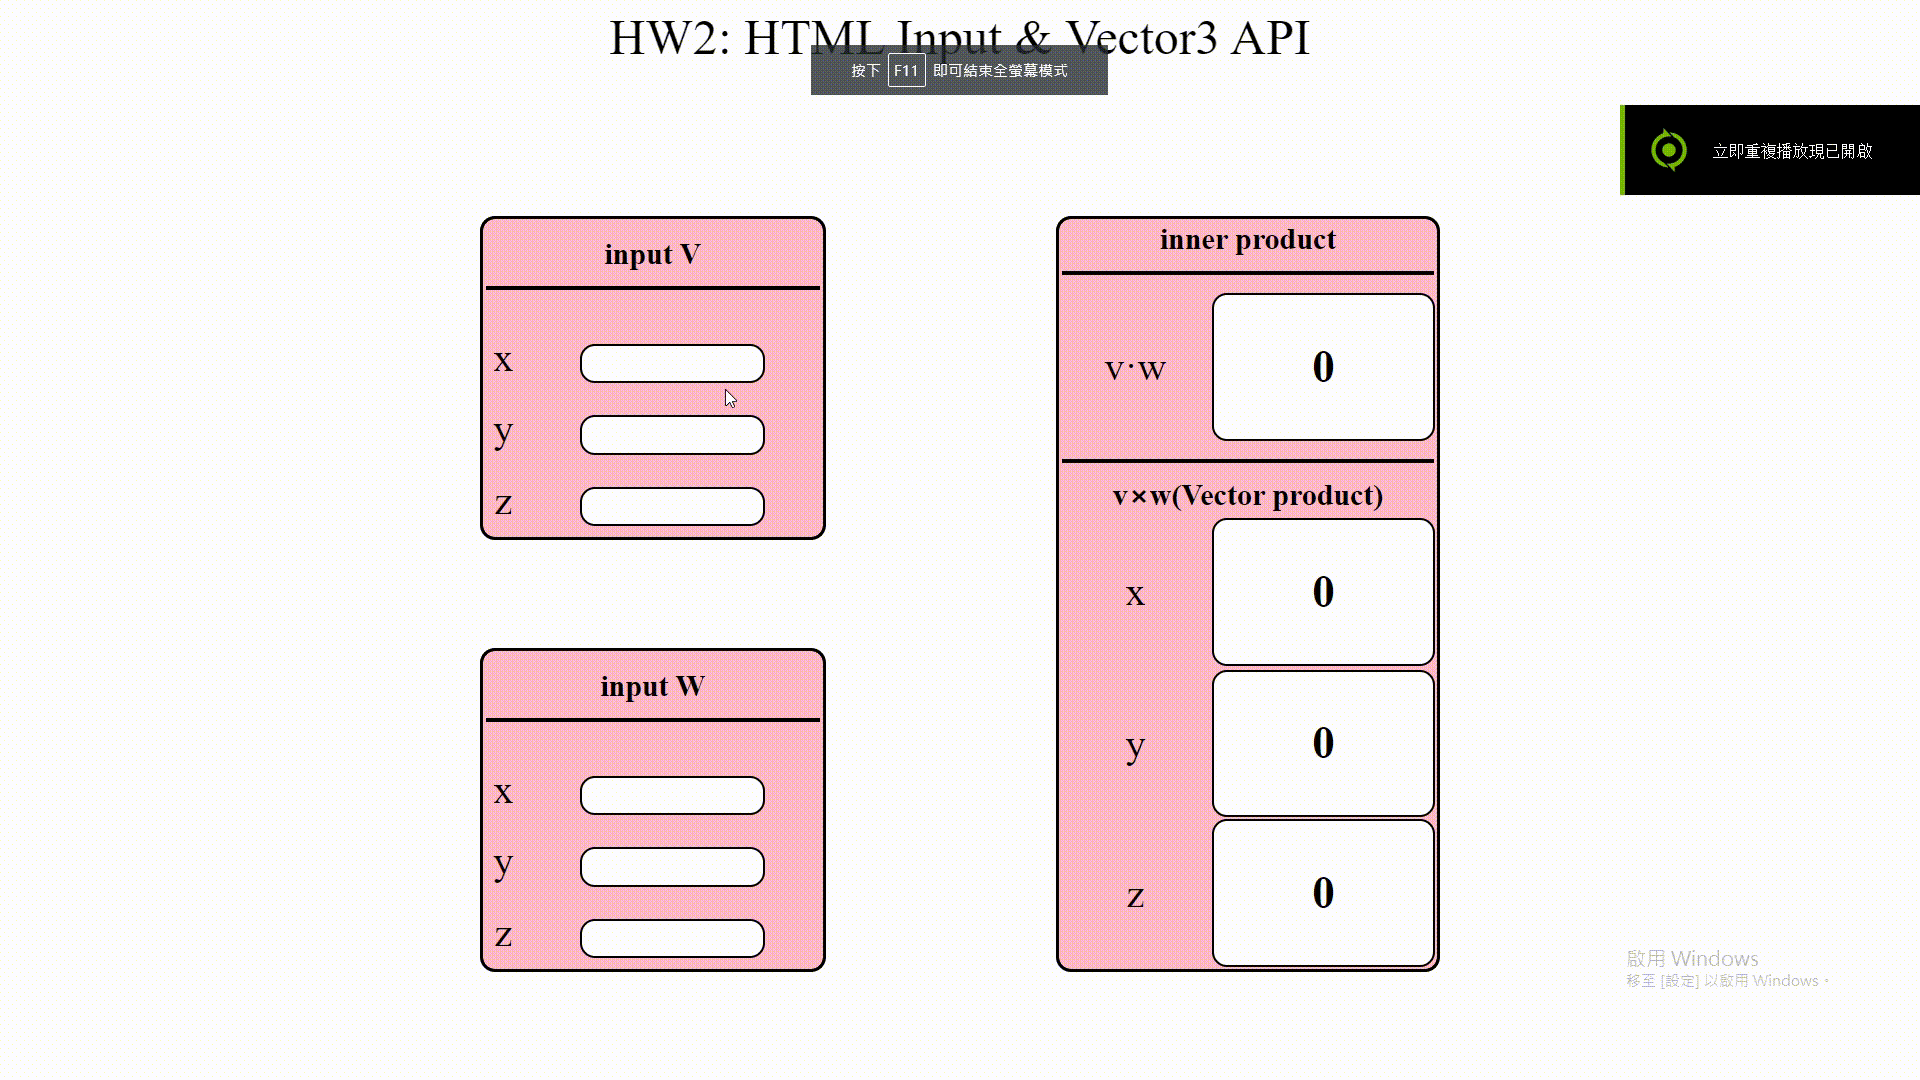 HW2: HTML Input & Vector3 API
按下 F11 即可結束全螢幕模式
立即重複播放現已開啟
input V
x
y
z
input W
x
y
z
inner product
v·w 0
v×w(Vector product)
x 0
y 0
z 0
啟用 Windows
移至 [設定] 以啟用 Windows。